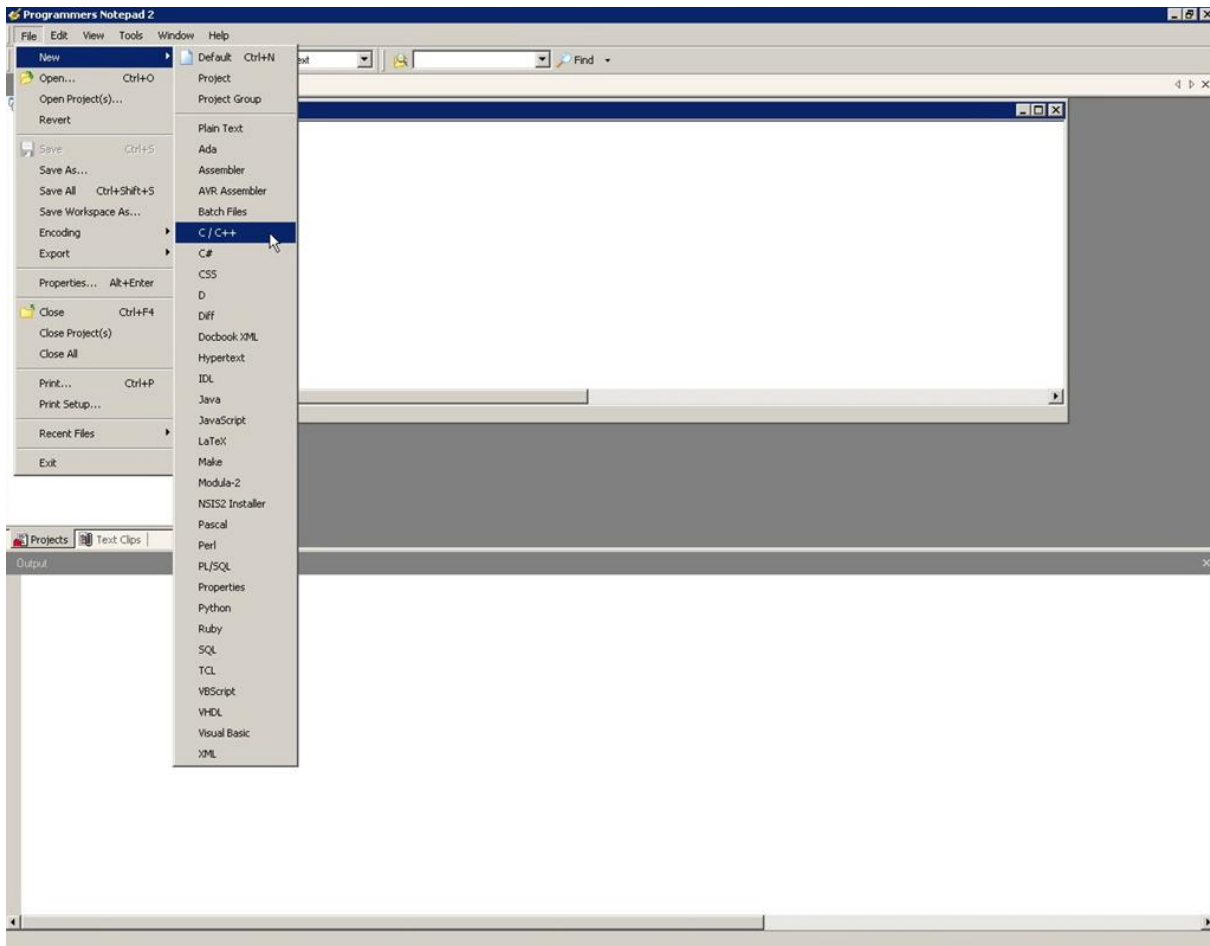 Programmers Notepad 2
File Edit View Tools Window Help
Find
New
Open... Ctrl+O
Open Project(s)...
Revert
Save Ctrl+S
Save As...
Save All Ctrl+Shift+S
Save Workspace As...
Encoding
Export
Properties... Alt+Enter
Close Ctrl+F4
Close Project(s)
Close All
Print... Ctrl+P
Print Setup...
Recent Files
Exit
Default Ctrl+N
Project
Project Group
Plain Text
Ada
Assembler
AVR Assembler
Batch Files
C / C++
C#
CSS
D
Diff
Docbook XML
Hypertext
IDL
Java
JavaScript
LaTeX
Make
Modula-2
NSIS2 Installer
Pascal
Perl
PL/SQL
Properties
Python
Ruby
SQL
TCL
VBScript
VHDL
Visual Basic
XML
Projects Text Clips
Output